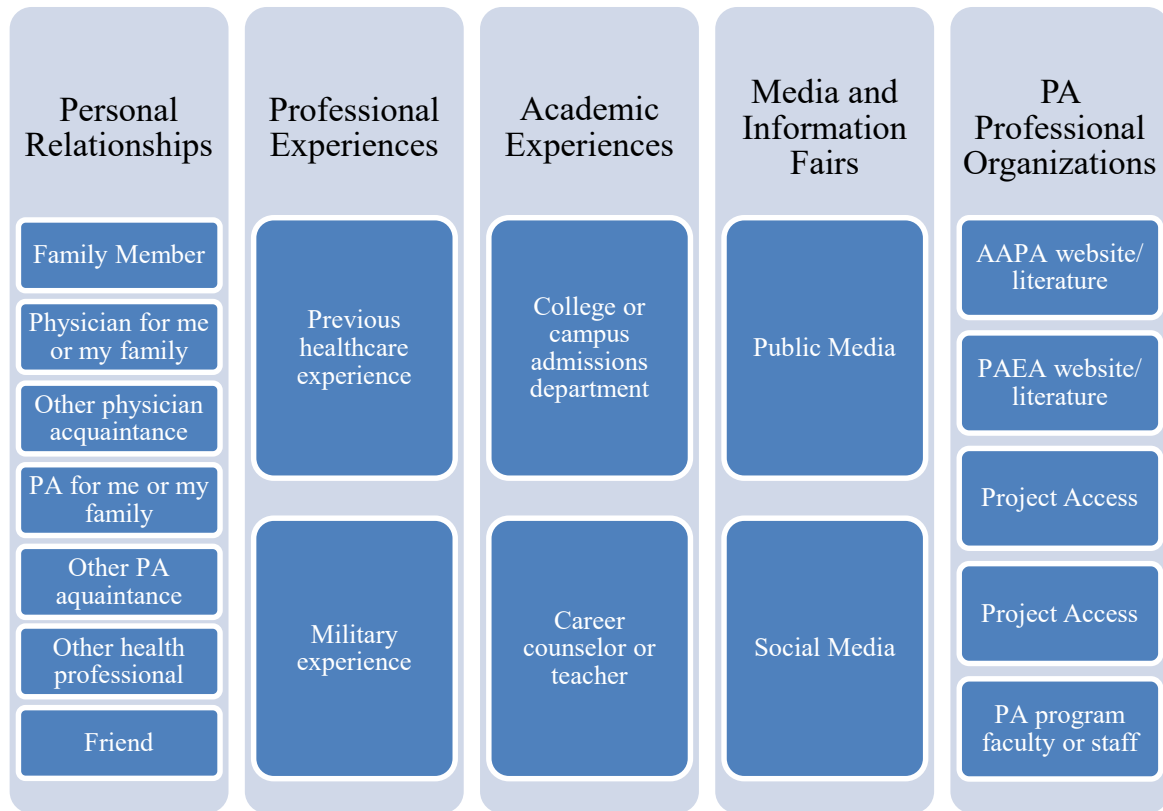 Personal
Relationships
Family Member
Physician for me
or my family
Other physician
acquaintance
PA for me or my
family
Other PA
aquaintance
Other health
professional
Friend
Professional
Experiences
Previous
healthcare
experience
Military
experience
Academic
Experiences
College or
campus
admissions
department
Career
counselor or
teacher
Media and
Information
Fairs
Public Media
Social Media
PA
Professional
Organizations
AAPA website/
literature
PAEA website/
literature
Project Access
Project Access
PA program
faculty or staff